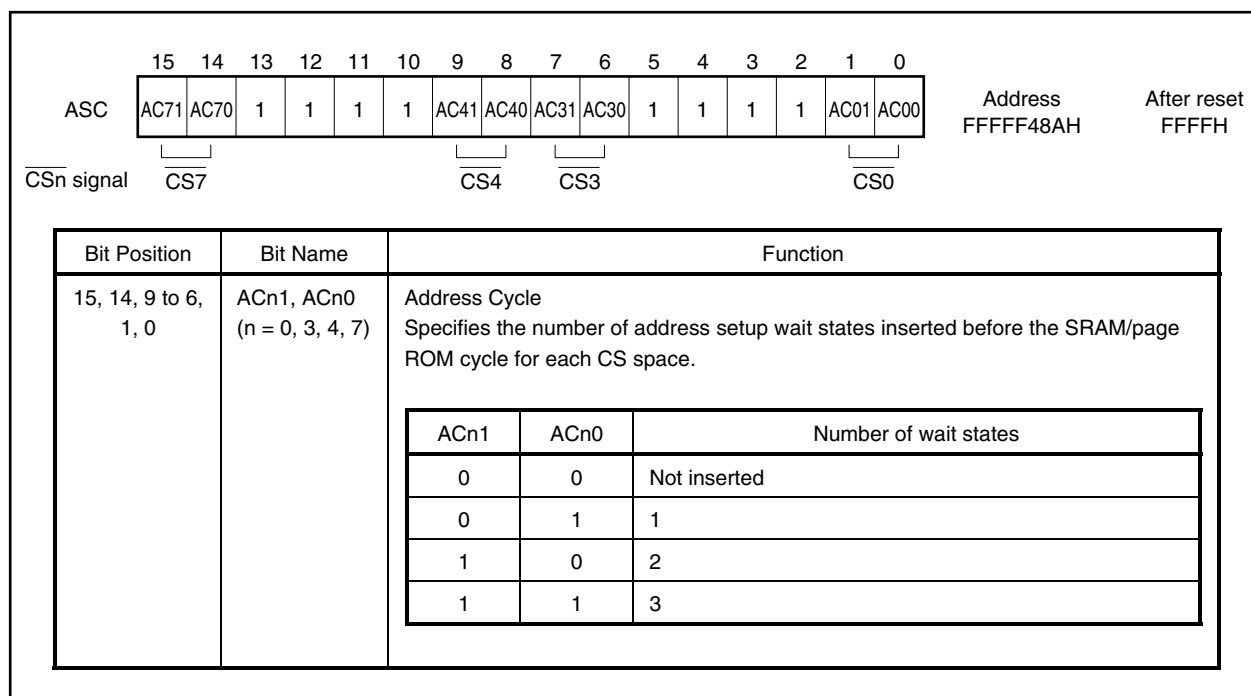 15 14 13 12 11 10 9 8 7 6 5 4 3 2 1 0
ASC AC71 AC70 1 1 1 1 AC41 AC40 AC31 AC30 1 1 1 1 AC01 AC00
Address After reset
FFFFF48AH FFFFH
CSn signal CS7 CS4 CS3 CS0
Bit Position Bit Name Function
15, 14, 9 to 6,
1, 0
ACn1, ACn0
(n = 0, 3, 4, 7)
Address Cycle
Specifies the number of address setup wait states inserted before the SRAM/page
ROM cycle for each CS space.
ACn1 ACn0 Number of wait states
0 0 Not inserted
0 1 1
1 0 2
1 1 3